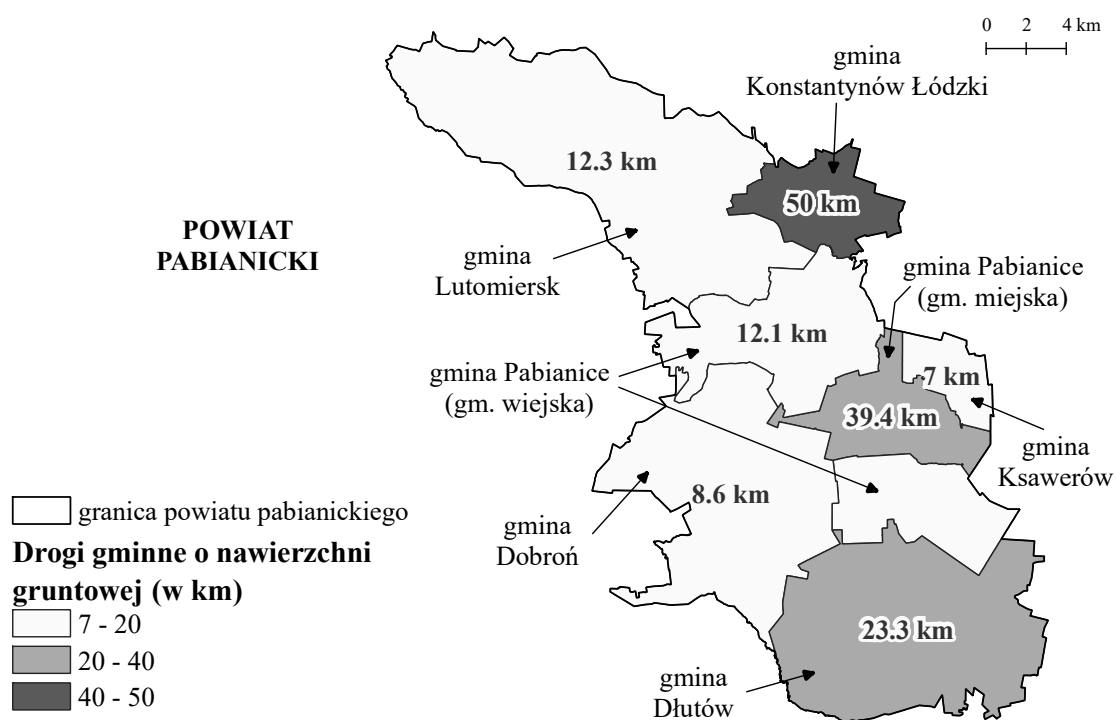 0 2 4 km
gmina
Konstantynów Łódzki
12.3 km
50 km
POWIAT
PABIANICKI
gmina
Lutomiersk
gmina Pabianice
(gm. miejska)
12.1 km
gmina Pabianice
(gm. wiejska)
7 km
39.4 km
gmina
Ksawerów
8.6 km
gmina
Dobroń
granica powiatu pabianickiego
Drogi gminne o nawierzchni
gruntowej (w km)
7 - 20
20 - 40
40 - 50
23.3 km
gmina
Dłutów